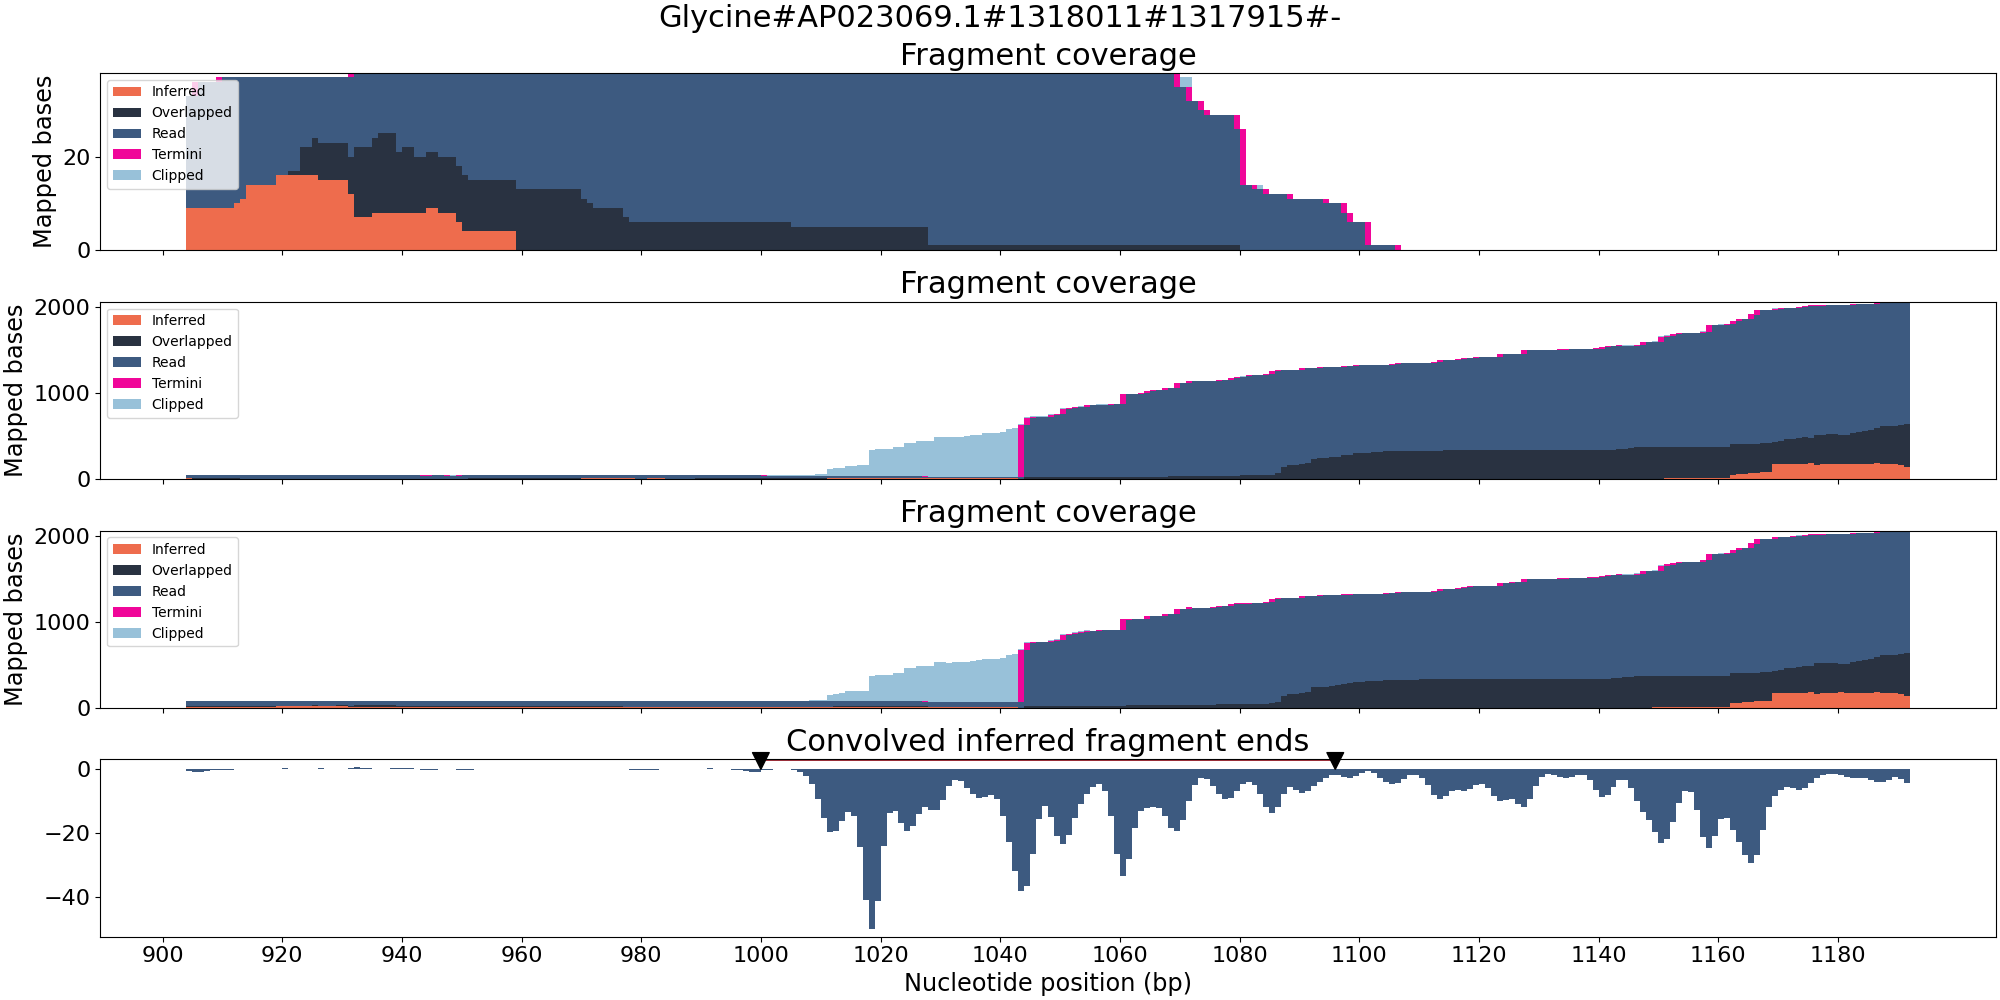 Glycine#AP023069.1#1318011#1317915#-
Fragment coverage
Mapped bases
20
0
Inferred
Overlapped
Read
Termini
Clipped
Fragment coverage
Mapped bases
2000
1000
0
Inferred
Overlapped
Read
Termini
Clipped
Fragment coverage
Mapped bases
2000
1000
0
Inferred
Overlapped
Read
Termini
Clipped
Convolved inferred fragment ends
0
−20
−40
900 920 940 960 980 1000 1020 1040 1060 1080 1100 1120 1140 1160 1180
Nucleotide position (bp)